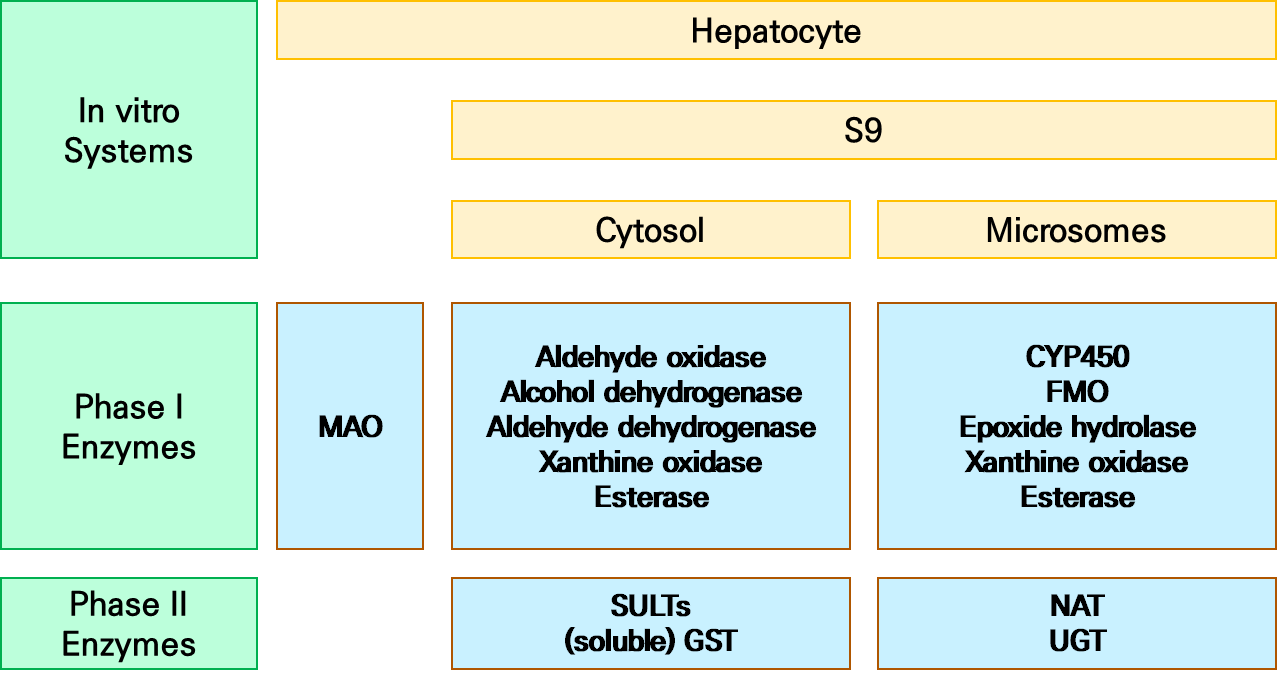 In vitro
Systems
Hepatocyte
S9
Cytosol
Microsomes
Phase I
Enzymes
MAO
Aldehyde oxidase
Alcohol dehydrogenase
Aldehyde dehydrogenase
Xanthine oxidase
Esterase
CYP450
FMO
Epoxide hydrolase
Xanthine oxidase
Esterase
Phase II
Enzymes
SULTs
(soluble) GST
NAT
UGT